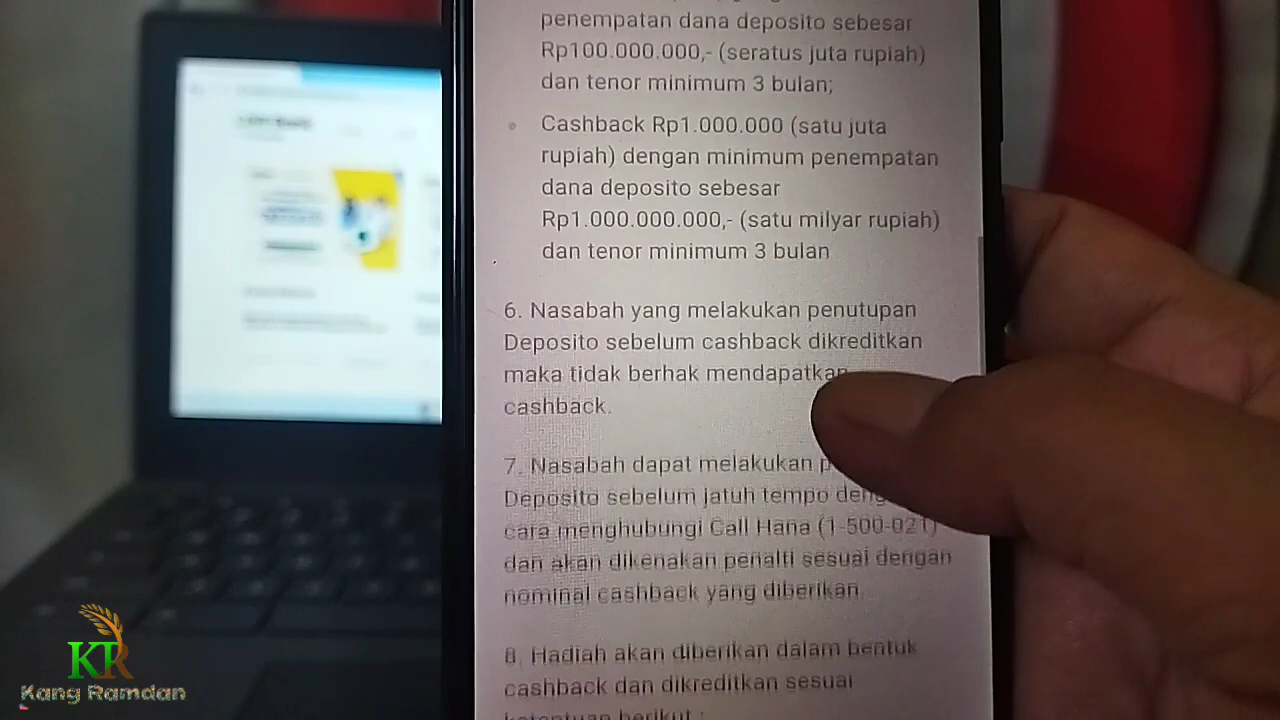 penempatan dana deposito sebesar
Rp100.000.000,- (seratus juta rupiah)
dan tenor minimum 3 bulan;
Cashback Rp1.000.000 (satu juta
rupiah) dengan minimum penempatan
dana deposito sebesar
Rp1.000.000.000,- (satu milyar rupiah)
dan tenor minimum 3 bulan
6. Nasabah yang melakukan penutupan
Deposito sebelum cashback dikreditkan
maka tidak berhak mendapatkan
cashback.
7. Nasabah dapat melakukan
Deposito sebelum jatuh tempo
cara menghubungi Call Hana (1-500-021)
dan akan dikenakan penalti sesuai dengan
nominal cashback yang diberikan.
8. Hadiah akan diberikan dalam bentuk
cashback dan dikreditkan sesuai
ketentuan berikut :
KR
Kang Ramdan